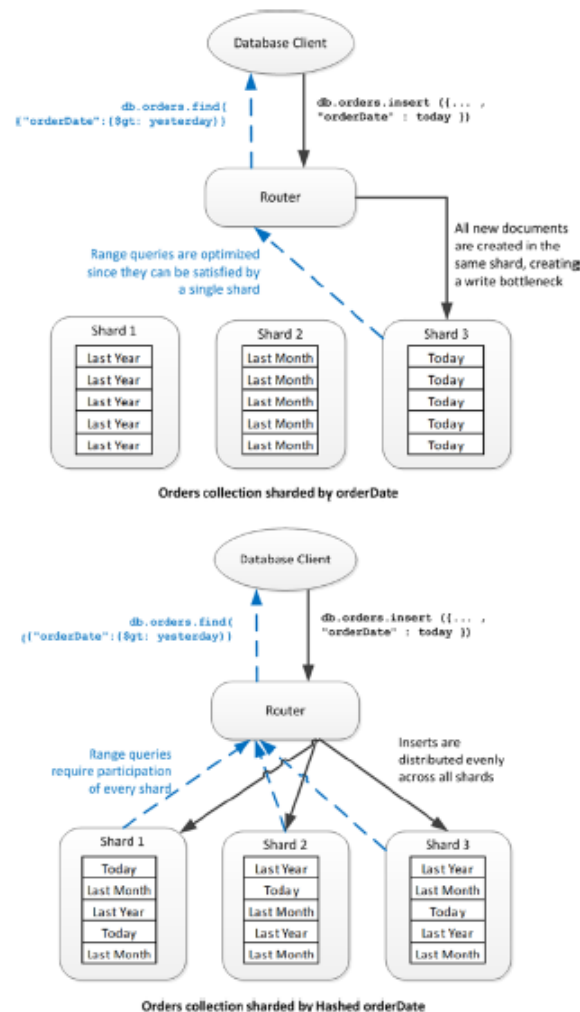 Database Client
db.orders.find(
{"orderDate":{$gt: yesterday)}
db.orders.insert ({... ,
"orderDate" : today })
Router
Range queries are optimized
since they can be satisfied by
a single shard
All new documents
are created in the
same shard, creating
a write bottleneck
Shard 1
Last Year
Last Year
Last Year
Last Year
Last Year
Shard 2
Last Month
Last Month
Last Month
Last Month
Last Month
Shard 3
Today
Today
Today
Today
Today
Orders collection sharded by orderDate
Database Client
db.orders.find(
{"orderDate":{$gt: yesterday)}
db.orders.insert ({... ,
"orderDate" : today })
Router
Range queries
require participation
of every shard
Inserts are
distributed evenly
across all shards
Shard 1
Today
Last Month
Last Year
Today
Last Month
Shard 2
Last Year
Today
Last Month
Last Year
Last Month
Shard 3
Last Year
Last Month
Today
Last Year
Last Month
Orders collection sharded by Hashed orderDate